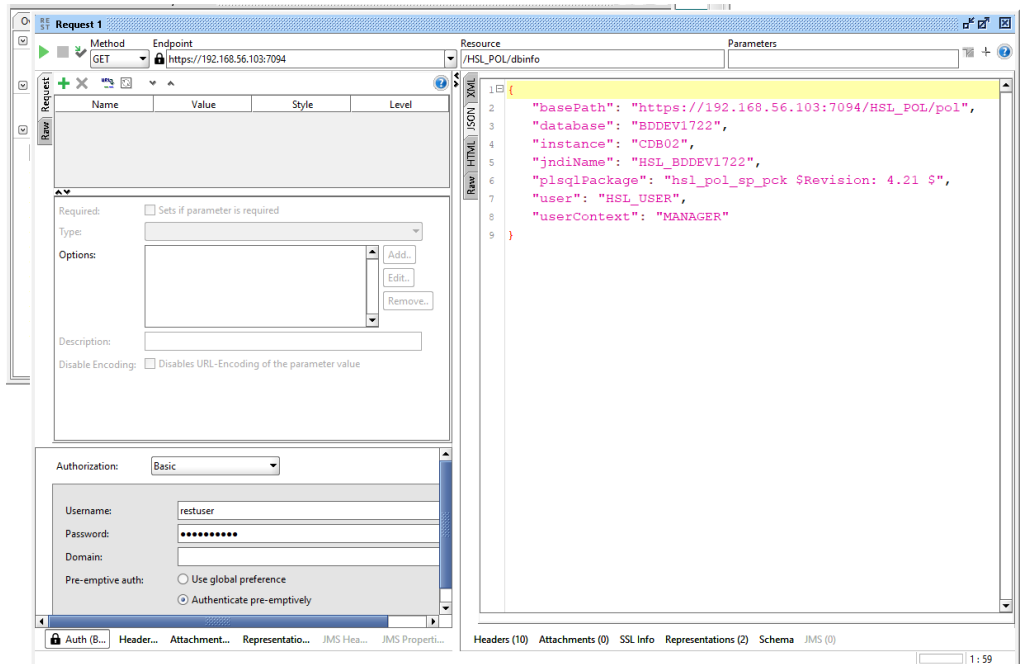 RE
ST
Request 1
Method
Endpoint
Resource
Parameters
GET
https://192.168.56.103:7094
/HSL_POL/dbinfo
Request
Raw
Name Value Style Level
Required: Sets if parameter is required
Type:
Options:
Add..
Edit..
Remove..
Description:
Disable Encoding: Disables URL-Encoding of the parameter value
Authorization: Basic
Username: restuser
Password: ••••••••••
Domain:
Pre-emptive auth: Use global preference
Authenticate pre-emptively
Auth (B... Header... Attachment... Representatio... JMS Hea... JMS Properti...
XML
JSON
HTML
Raw
1 {
2 "basePath": "https://192.168.56.103:7094/HSL_POL/pol",
3 "database": "BDDEV1722",
4 "instance": "CDB02",
5 "jndiName": "HSL_BDDEV1722",
6 "plsqlPackage": "hsl_pol_sp_pck $Revision: 4.21 $",
7 "user": "HSL_USER",
8 "userContext": "MANAGER"
9 }
Headers (10) Attachments (0) SSL Info Representations (2) Schema JMS (0)
1 : 59